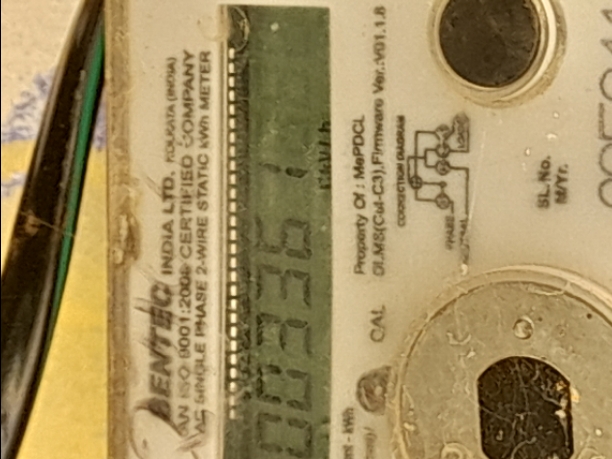 BENTEC INDIA LTD. KOLKATA (INDIA)
AN ISO 9001:2008 CERTIFIED COMPANY
AC SINGLE PHASE 2-WIRE STATIC kWh METER
kWh
Property Of : MePDCL
DLMS(Cat-C3),Firmware Ver.:V01.1.8
CONNECTION DIAGRAM
PHASE
NEUTRAL
LOAD
CAL
SL.No.
M/Yr.